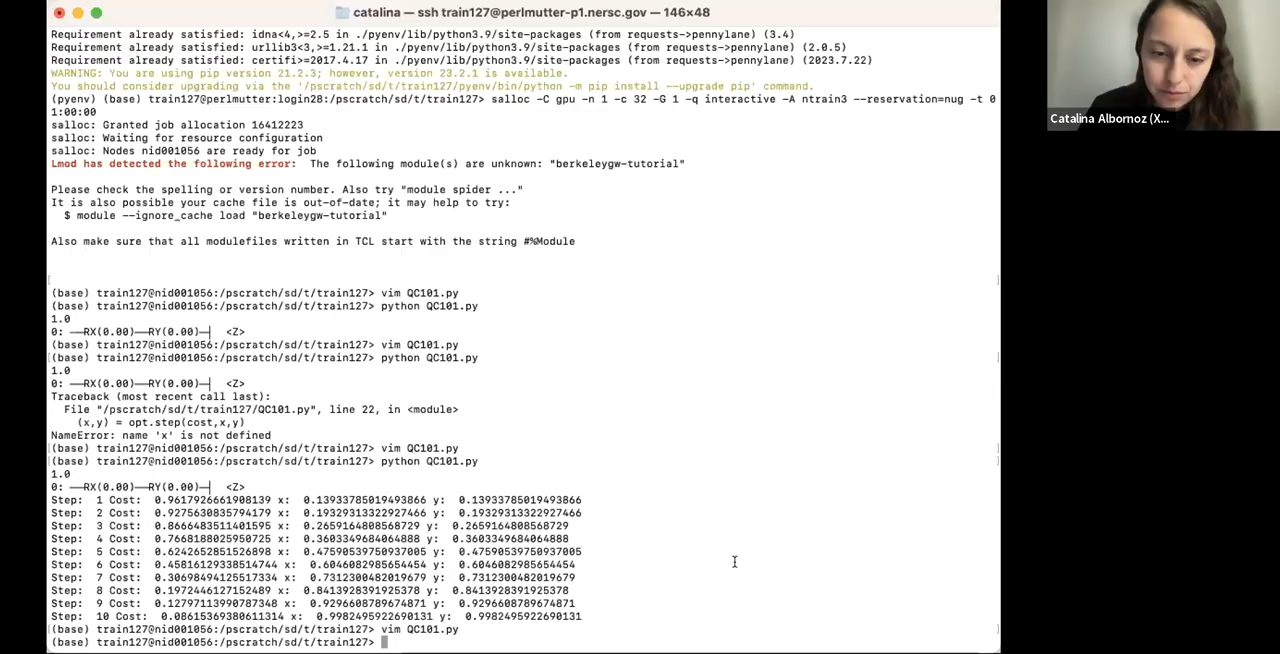 catalina — ssh train127@perlmutter-p1.nersc.gov — 146×48
Requirement already satisfied: idna<4,>=2.5 in ./pyenv/lib/python3.9/site-packages (from requests->pennylane) (3.4)
Requirement already satisfied: urllib3<3,>=1.21.1 in ./pyenv/lib/python3.9/site-packages (from requests->pennylane) (2.0.5)
Requirement already satisfied: certifi>=2017.4.17 in ./pyenv/lib/python3.9/site-packages (from requests->pennylane) (2023.7.22)
WARNING: You are using pip version 21.2.3; however, version 23.2.1 is available.
You should consider upgrading via the '/pscratch/sd/t/train127/pyenv/bin/python -m pip install --upgrade pip' command.
(pyenv) (base) train127@perlmutter:login28:/pscratch/sd/t/train127> salloc -C gpu -n 1 -c 32 -G 1 -q interactive -A ntrain3 --reservation=nug -t 0
1:00:00
salloc: Granted job allocation 16412223
salloc: Waiting for resource configuration
salloc: Nodes nid001056 are ready for job
Lmod has detected the following error:  The following module(s) are unknown: "berkeleygw-tutorial"
Please check the spelling or version number. Also try "module spider ..."
It is also possible your cache file is out-of-date; it may help to try:
  $ module --ignore_cache load "berkeleygw-tutorial"
Also make sure that all modulefiles written in TCL start with the string #%Module
(base) train127@nid001056:/pscratch/sd/t/train127> vim QC101.py
(base) train127@nid001056:/pscratch/sd/t/train127> python QC101.py
1.0
0: ──RX(0.00)──RY(0.00)─┤  <Z>
(base) train127@nid001056:/pscratch/sd/t/train127> vim QC101.py
(base) train127@nid001056:/pscratch/sd/t/train127> python QC101.py
1.0
0: ──RX(0.00)──RY(0.00)─┤  <Z>
Traceback (most recent call last):
  File "/pscratch/sd/t/train127/QC101.py", line 22, in <module>
    (x,y) = opt.step(cost,x,y)
NameError: name 'x' is not defined
(base) train127@nid001056:/pscratch/sd/t/train127> vim QC101.py
(base) train127@nid001056:/pscratch/sd/t/train127> python QC101.py
1.0
0: ──RX(0.00)──RY(0.00)─┤  <Z>
Step:  1 Cost:  0.9617926661908139 x:  0.13933785019493866 y:  0.13933785019493866
Step:  2 Cost:  0.9275630835794179 x:  0.19329313322927466 y:  0.19329313322927466
Step:  3 Cost:  0.8666483511401595 x:  0.2659164808568729 y:  0.2659164808568729
Step:  4 Cost:  0.7668188025950725 x:  0.3603349684064888 y:  0.3603349684064888
Step:  5 Cost:  0.6242652851526898 x:  0.47590539750937005 y:  0.47590539750937005
Step:  6 Cost:  0.45816129338514744 x:  0.6046082985654454 y:  0.6046082985654454
Step:  7 Cost:  0.30698494125517334 x:  0.7312300482019679 y:  0.7312300482019679
Step:  8 Cost:  0.1972446127152489 x:  0.8413928391925378 y:  0.8413928391925378
Step:  9 Cost:  0.12797113990787348 x:  0.9296608789674871 y:  0.9296608789674871
Step:  10 Cost:  0.08615369380611314 x:  0.9982495922690131 y:  0.9982495922690131
(base) train127@nid001056:/pscratch/sd/t/train127> vim QC101.py
(base) train127@nid001056:/pscratch/sd/t/train127>
Catalina Albornoz (X...